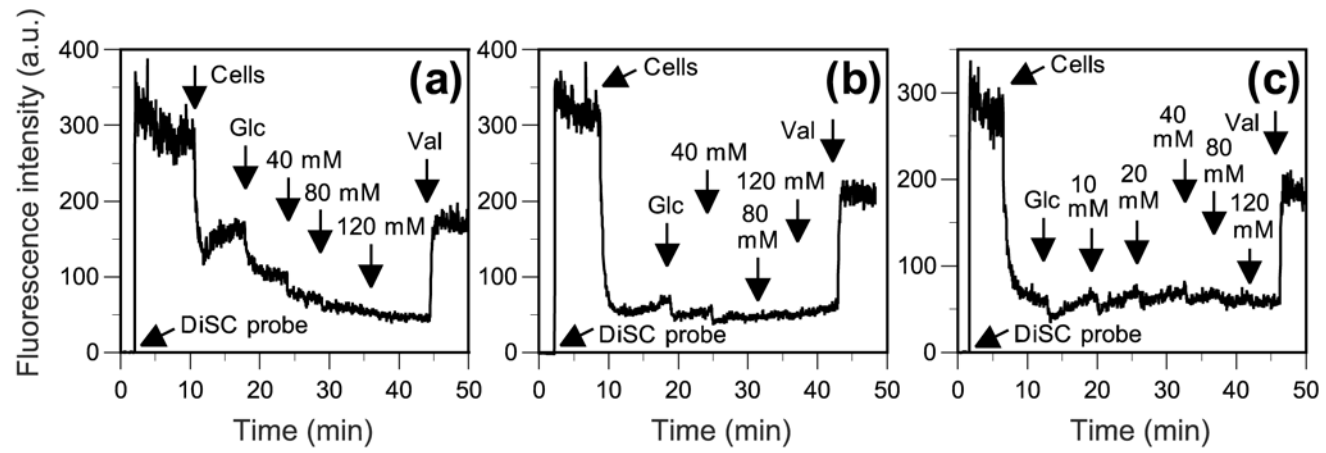 Fluorescence intensity (a.u.)
400
300
200
100
0
0
10
20
30
40
50
Time (min)
(a)
Cells
Glc
40 mM
80 mM
120 mM
Val
DiSC probe
400
300
200
100
0
0
10
20
30
40
50
Time (min)
(b)
Cells
Glc
40 mM
80
mM
120 mM
Val
DiSC probe
300
200
100
0
0
10
20
30
40
50
Time (min)
(c)
Cells
Glc
10
mM
20
mM
40
mM
80
mM
120
mM
Val
DiSC probe